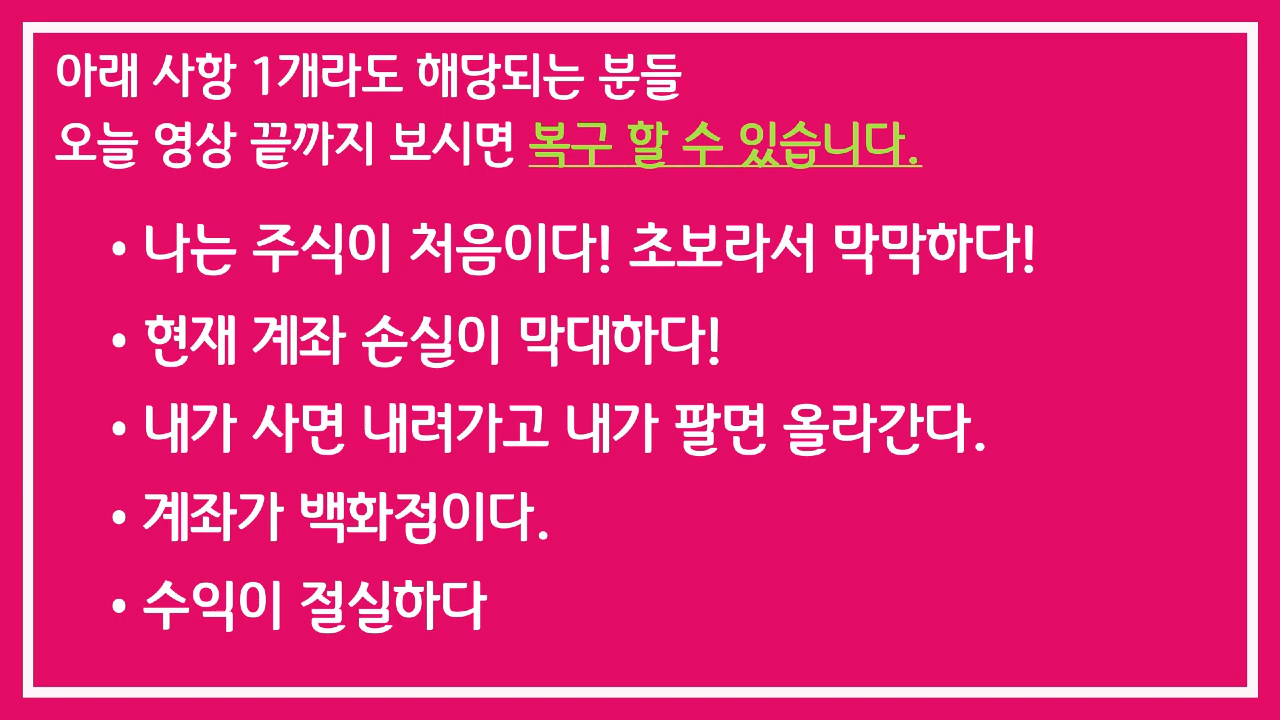 아래 사항 1개라도 해당되는 분들
오늘 영상 끝까지 보시면 복구 할 수 있습니다.
• 나는 주식이 처음이다! 초보라서 막막하다!
• 현재 계좌 손실이 막대하다!
• 내가 사면 내려가고 내가 팔면 올라간다.
• 계좌가 백화점이다.
• 수익이 절실하다